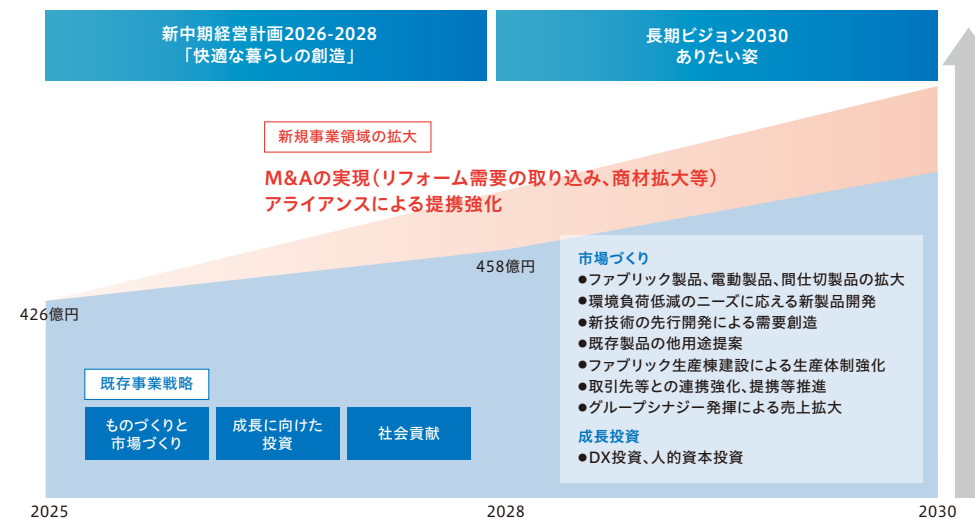 新中期経営計画2026-2028
「快適な暮らしの創造」
長期ビジョン2030
ありたい姿
新規事業領域の拡大
M&Aの実現（リフォーム需要の取り込み、商材拡大等）
アライアンスによる提携強化
426億円
458億円
既存事業戦略
ものづくりと
市場づくり
成長に向けた
投資
社会貢献
市場づくり
●ファブリック製品、電動製品、間仕切製品の拡大
●環境負荷低減のニーズに応える新製品開発
●新技術の先行開発による需要創造
●既存製品の他用途提案
●ファブリック生産棟建設による生産体制強化
●取引先等との連携強化、提携等推進
●グループシナジー発揮による売上拡大
成長投資
●DX投資、人的資本投資
2025
2028
2030